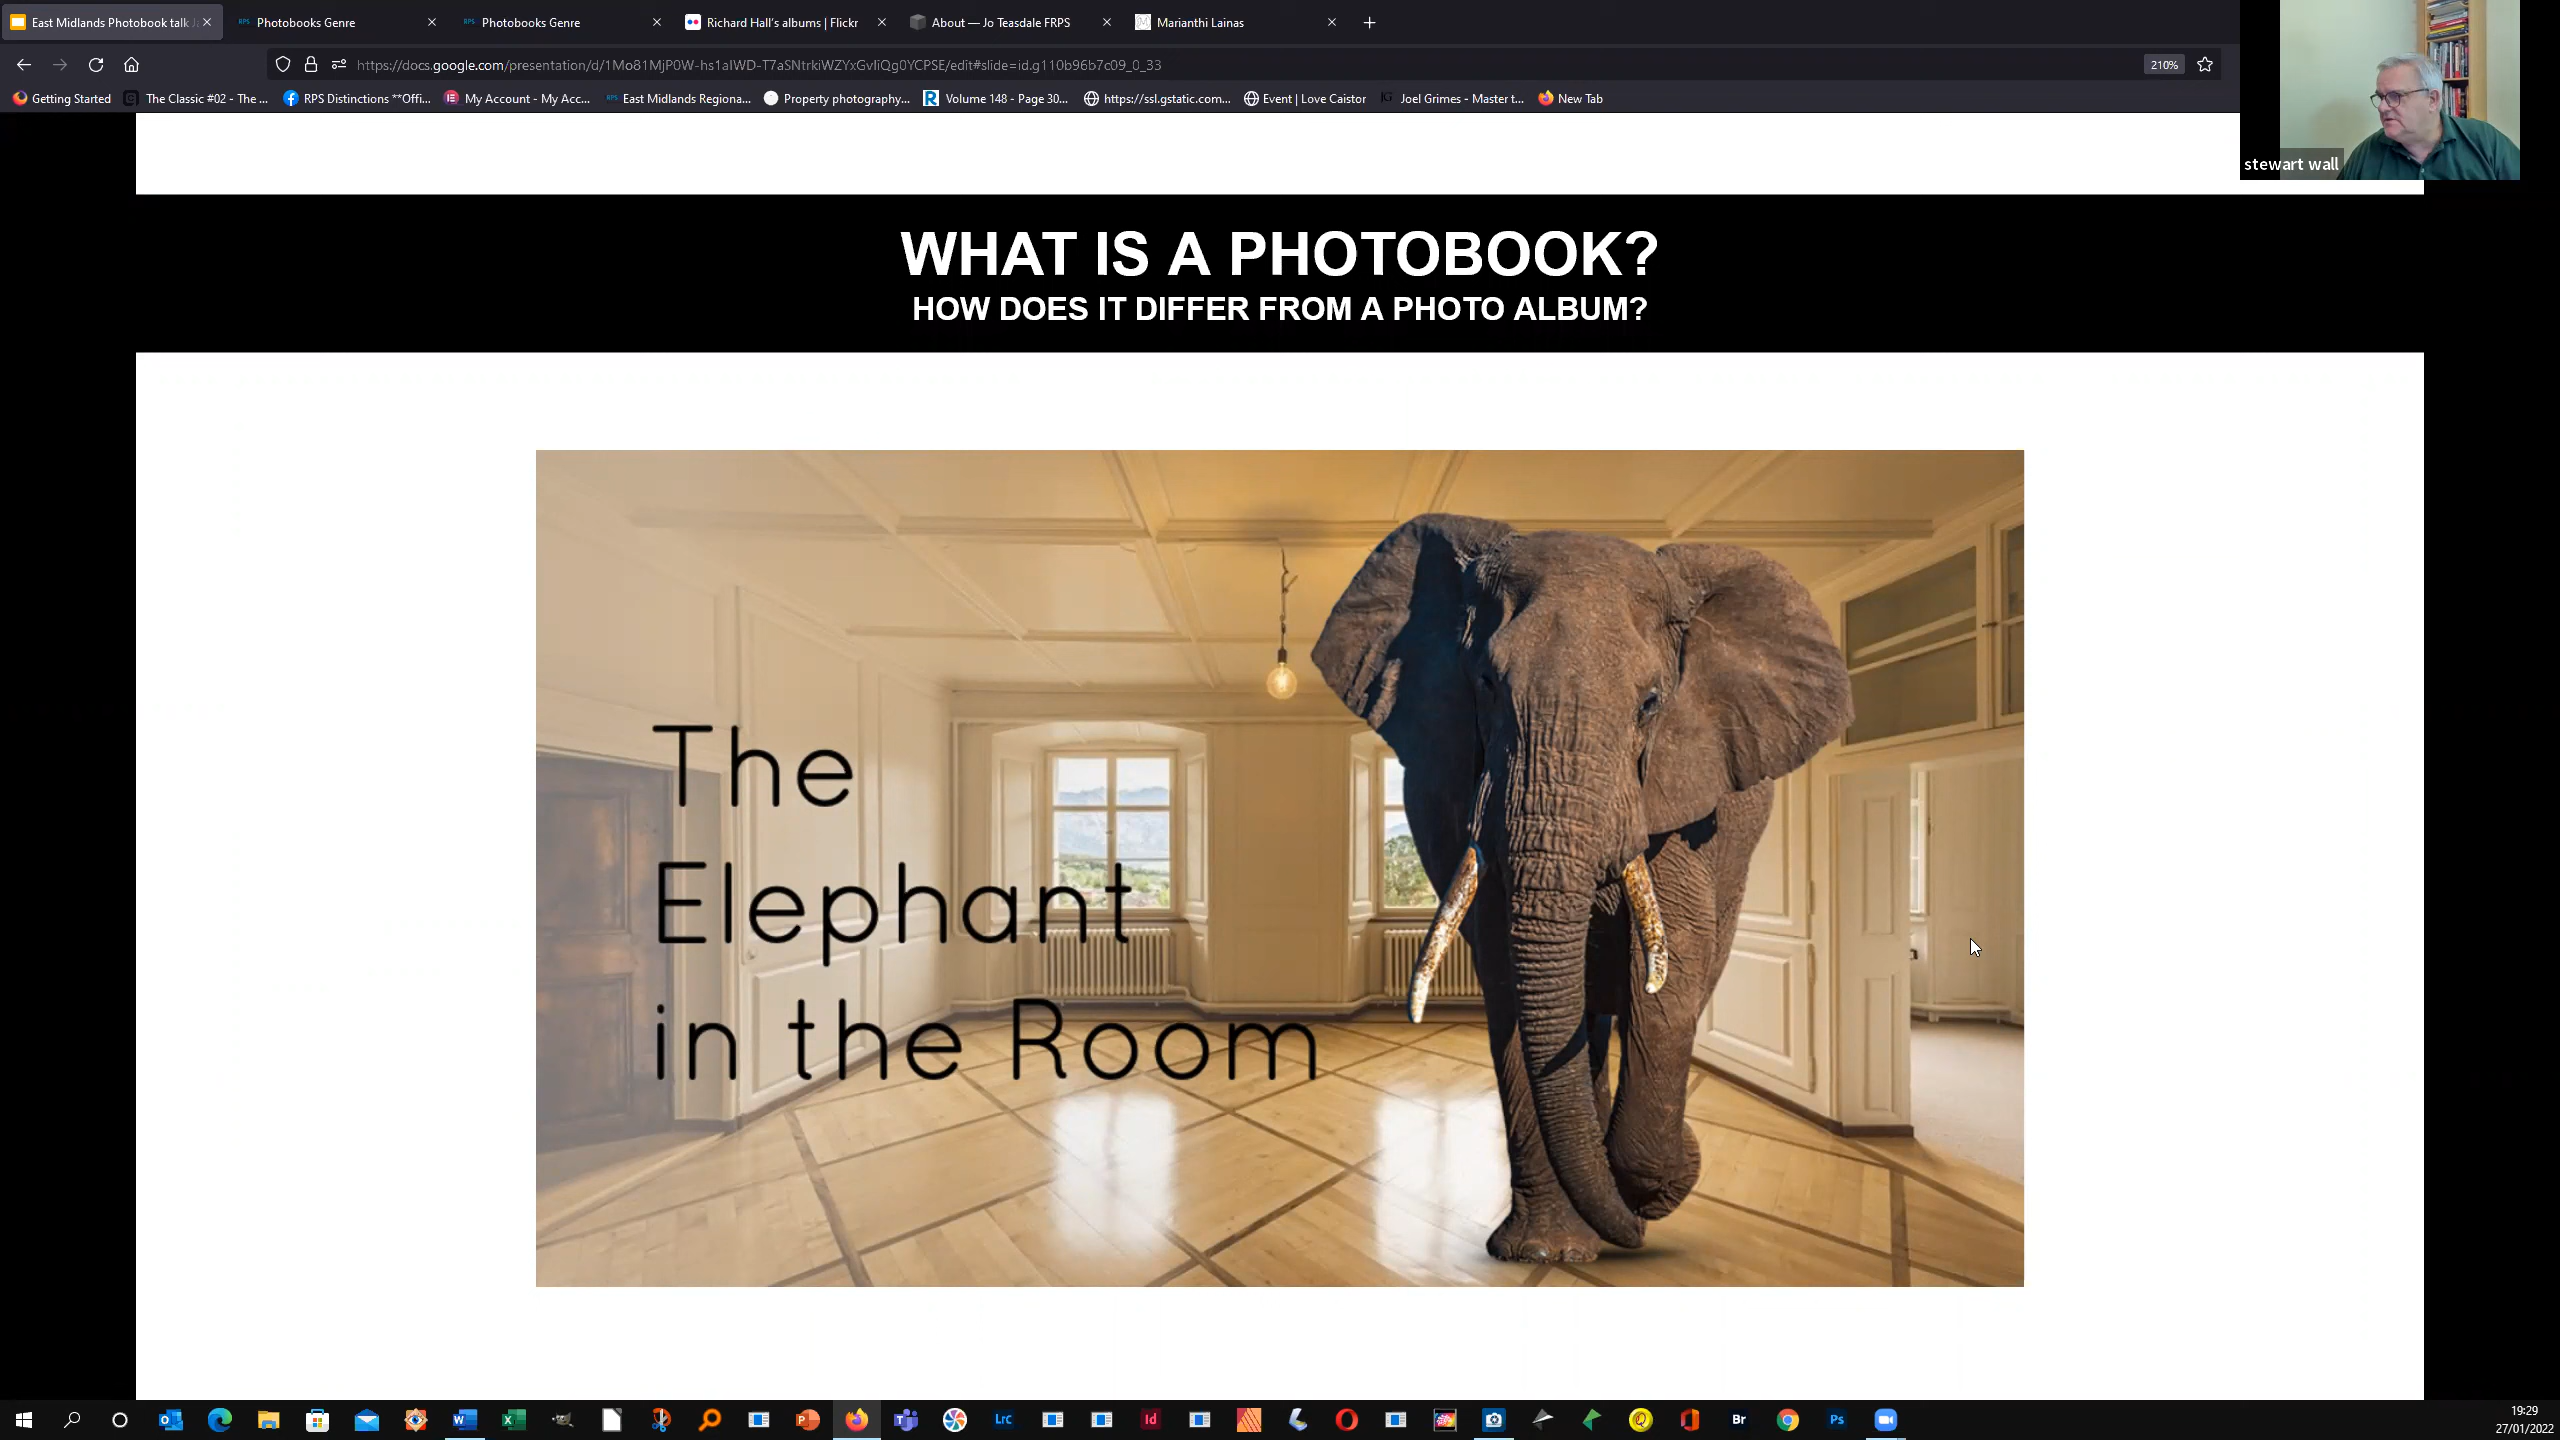 East Midlands Photobook talk
Photobooks Genre
Photobooks Genre
Richard Hall's albums | Flickr
About — Jo Teasdale FRPS
Marianthi Lainas
https://docs.google.com/presentation/d/1Mo81MjP0W-hs1aIWD-T7aSNtrkiWZYxGvIiQg0YCPSE/edit#slide=id.g110b96b7c09_0_33
210%
Getting Started
The Classic #02 - The ...
RPS Distinctions **Offi...
My Account - My Acc...
East Midlands Regiona...
Property photography...
Volume 148 - Page 30...
https://ssl.gstatic.com...
Event | Love Caistor
Joel Grimes - Master t...
New Tab
stewart wall
WHAT IS A PHOTOBOOK?
HOW DOES IT DIFFER FROM A PHOTO ALBUM?
The
Elephant
in the Room
19:29
27/01/2022